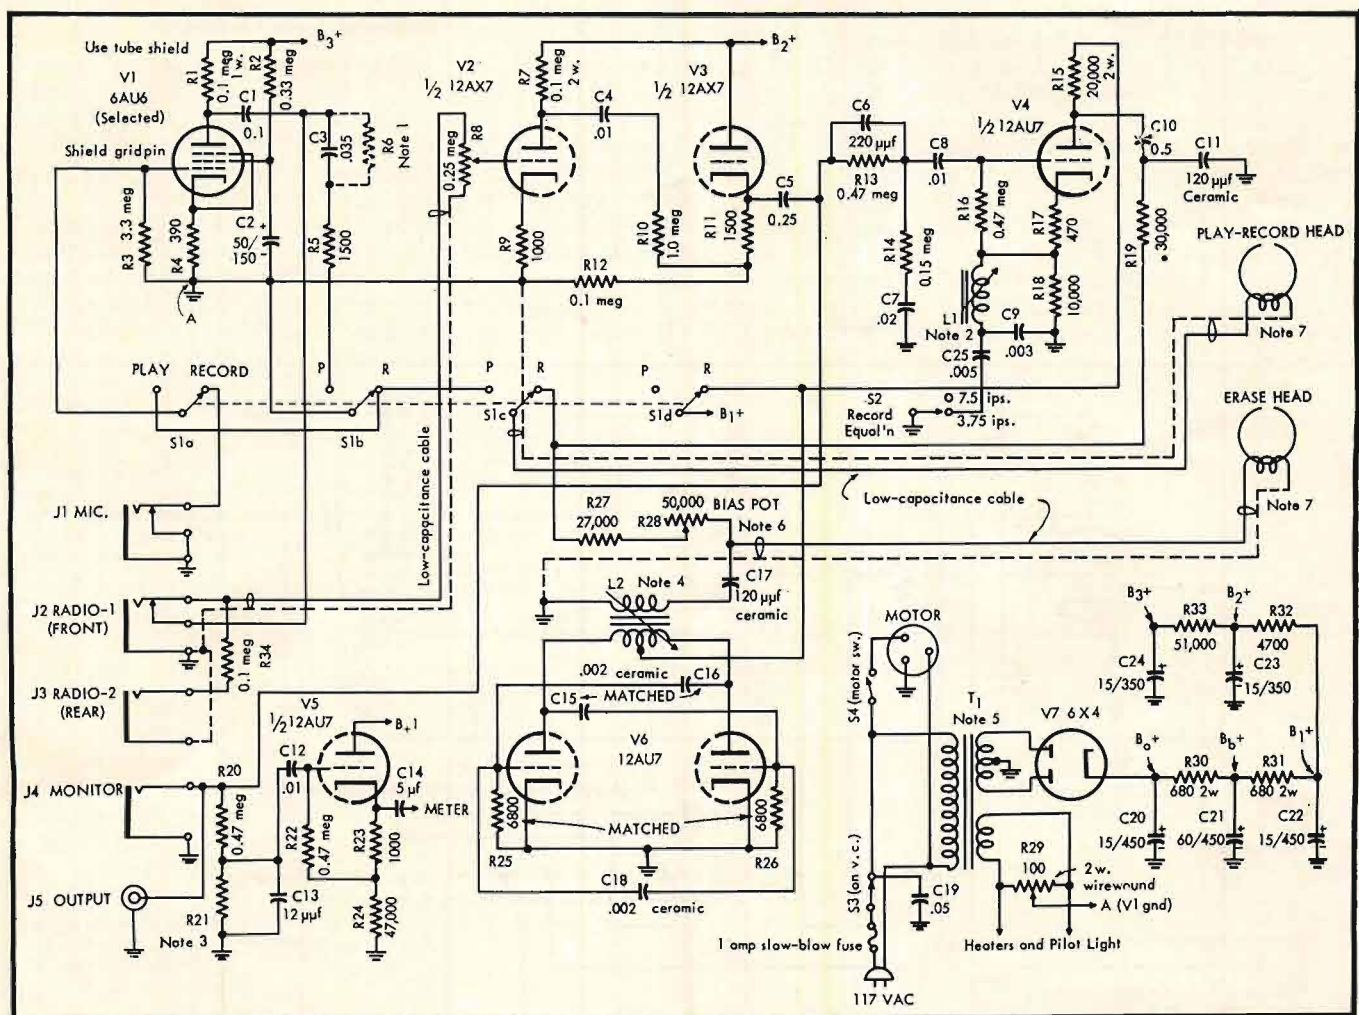 Use tube shield
V1
6AU6
(Selected)
Shield gridpin
R1
0.1 meg
1 w.
R2
0.33 meg
B3+
C1
0.1
C3
.035
R6
Note 1
R3
3.3 meg
R4
390
C2
50/
150
+
-
R5
1500
A
V2
1/2 12AX7
R8
0.25 meg
R7
0.1 meg
2 w.
C4
.01
V3
1/2 12AX7
B2+
R9
1000
R10
1.0 meg
R11
1500
R12
0.1 meg
C5
0.25
C6
220 µµf
R13
0.47 meg
R14
0.15 meg
C7
.02
C8
.01
V4
1/2 12AU7
R15
20,000
2 w.
R16
0.47 meg
R17
470
R18
10,000
L1
Note 2
C9
.003
C25
.005
C10
0.5
C11
120 µµf
Ceramic
R19
30,000
PLAY-RECORD HEAD
Note 7
PLAY RECORD
S1a
P R
S1b
P R
S1c
P R
S1d
B1+
S2
Record
Equal'n
7.5 ips.
3.75 ips.
ERASE HEAD
Note 7
Low-capacitance cable
Low-capocitance cable
J1 MIC.
J2 RADIO-1
(FRONT)
J3 RADIO-2
(REAR)
R34
0.1 meg
J4 MONITOR
J5 OUTPUT
R20
0.47 meg
R21
Note 3
C12
.01
C13
12 µµf
V5
1/2 12AU7
B+1
R22
0.47 meg
R23
1000
R24
47,000
C14
5 µf
METER
R27
27,000
R28
50,000
BIAS POT
Note 6
L2
Note 4
C17
120 µµf
ceramic
.002 ceramic
C16
C15
MATCHED
V6
12AU7
6800
R25
MATCHED
6800
R26
C18
.002 ceramic
MOTOR
S4 (motor sw.)
S3 (on v. c.)
C19
.05
1 amp slow-blow fuse
117 VAC
T1
Note 5
V7 6X4
R29
100
2 w.
wirewound
A (V1 gnd)
Heaters and Pilot Light
B3+
R33
51,000
B2+
R32
4700
C24
15/350
+
C23
15/350
+
-
Bo+
R30
680 2w
Bb+
R31
680 2w
B1+
C20
15/450
+
C21
60/450
+
C22
15/450
+